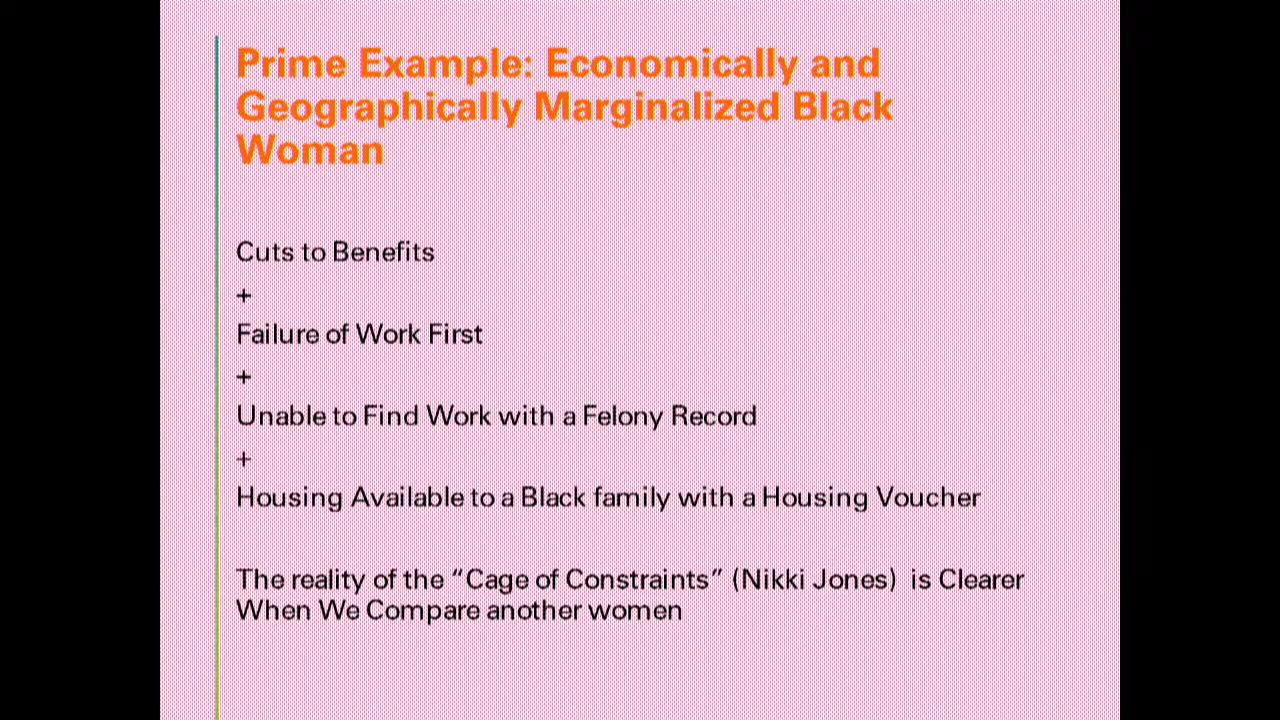 Prime Example: Economically and
Geographically Marginalized Black
Woman
Cuts to Benefits
+
Failure of Work First
+
Unable to Find Work with a Felony Record
+
Housing Available to a Black family with a Housing Voucher
The reality of the “Cage of Constraints” (Nikki Jones)  is Clearer
When We Compare another women